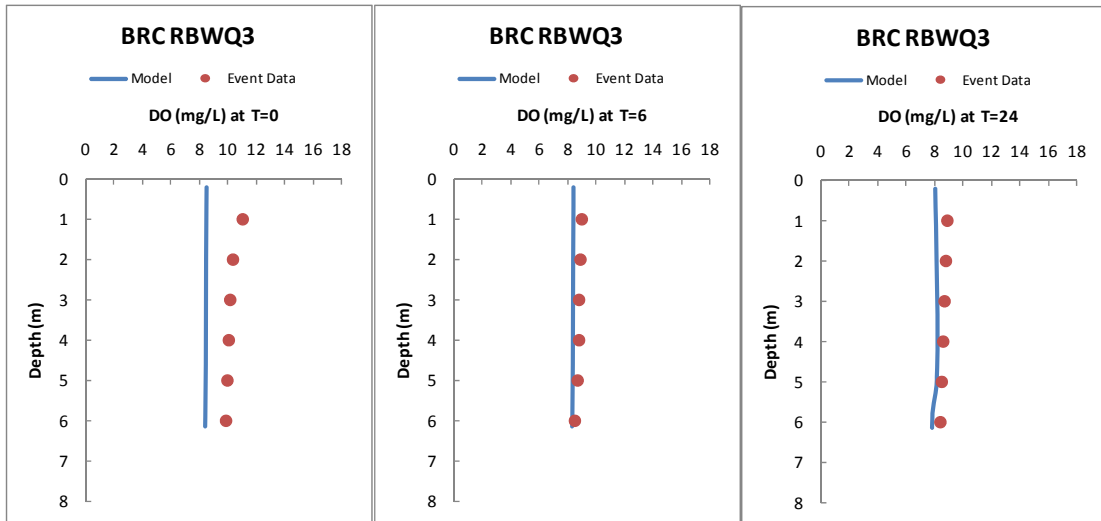 BRC RBWQ3
Model Event Data
DO (mg/L) at T=0
0 2 4 6 8 10 12 14 16 18
0
1
2
3
4
5
6
7
8
Depth (m)
BRC RBWQ3
Model Event Data
DO (mg/L) at T=6
0 2 4 6 8 10 12 14 16 18
0
1
2
3
4
5
6
7
8
Depth (m)
BRC RBWQ3
Model Event Data
DO (mg/L) at T=24
0 2 4 6 8 10 12 14 16 18
0
1
2
3
4
5
6
7
8
Depth (m)